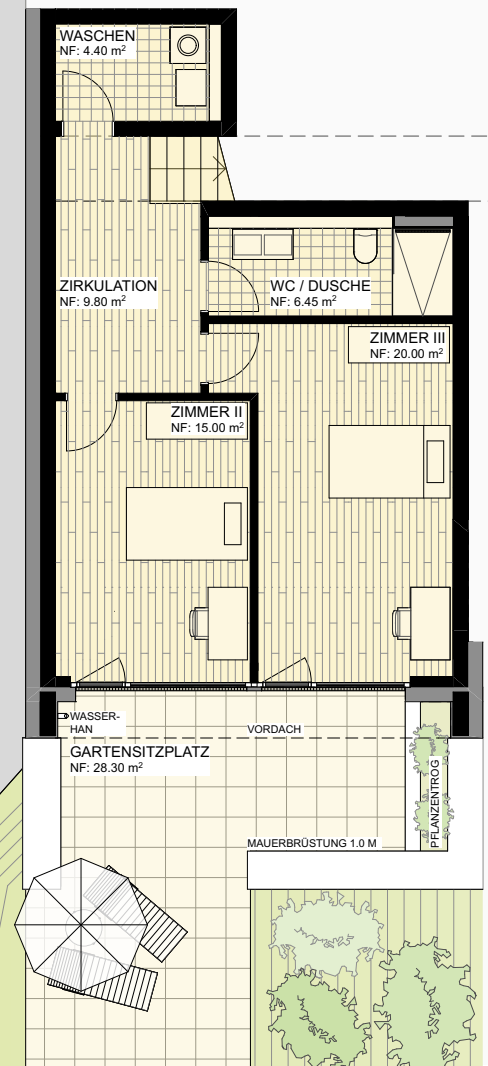 WASCHEN
NF: 4.40 m²
ZIRKULATION
NF: 9.80 m²
WC / DUSCHE
NF: 6.45 m²
ZIMMER III
NF: 20.00 m²
ZIMMER II
NF: 15.00 m²
WASSER-
HAN
VORDACH
GARTENSITZPLATZ
NF: 28.30 m²
PFLANZENTROG
MAUERBRÜSTUNG 1.0 M